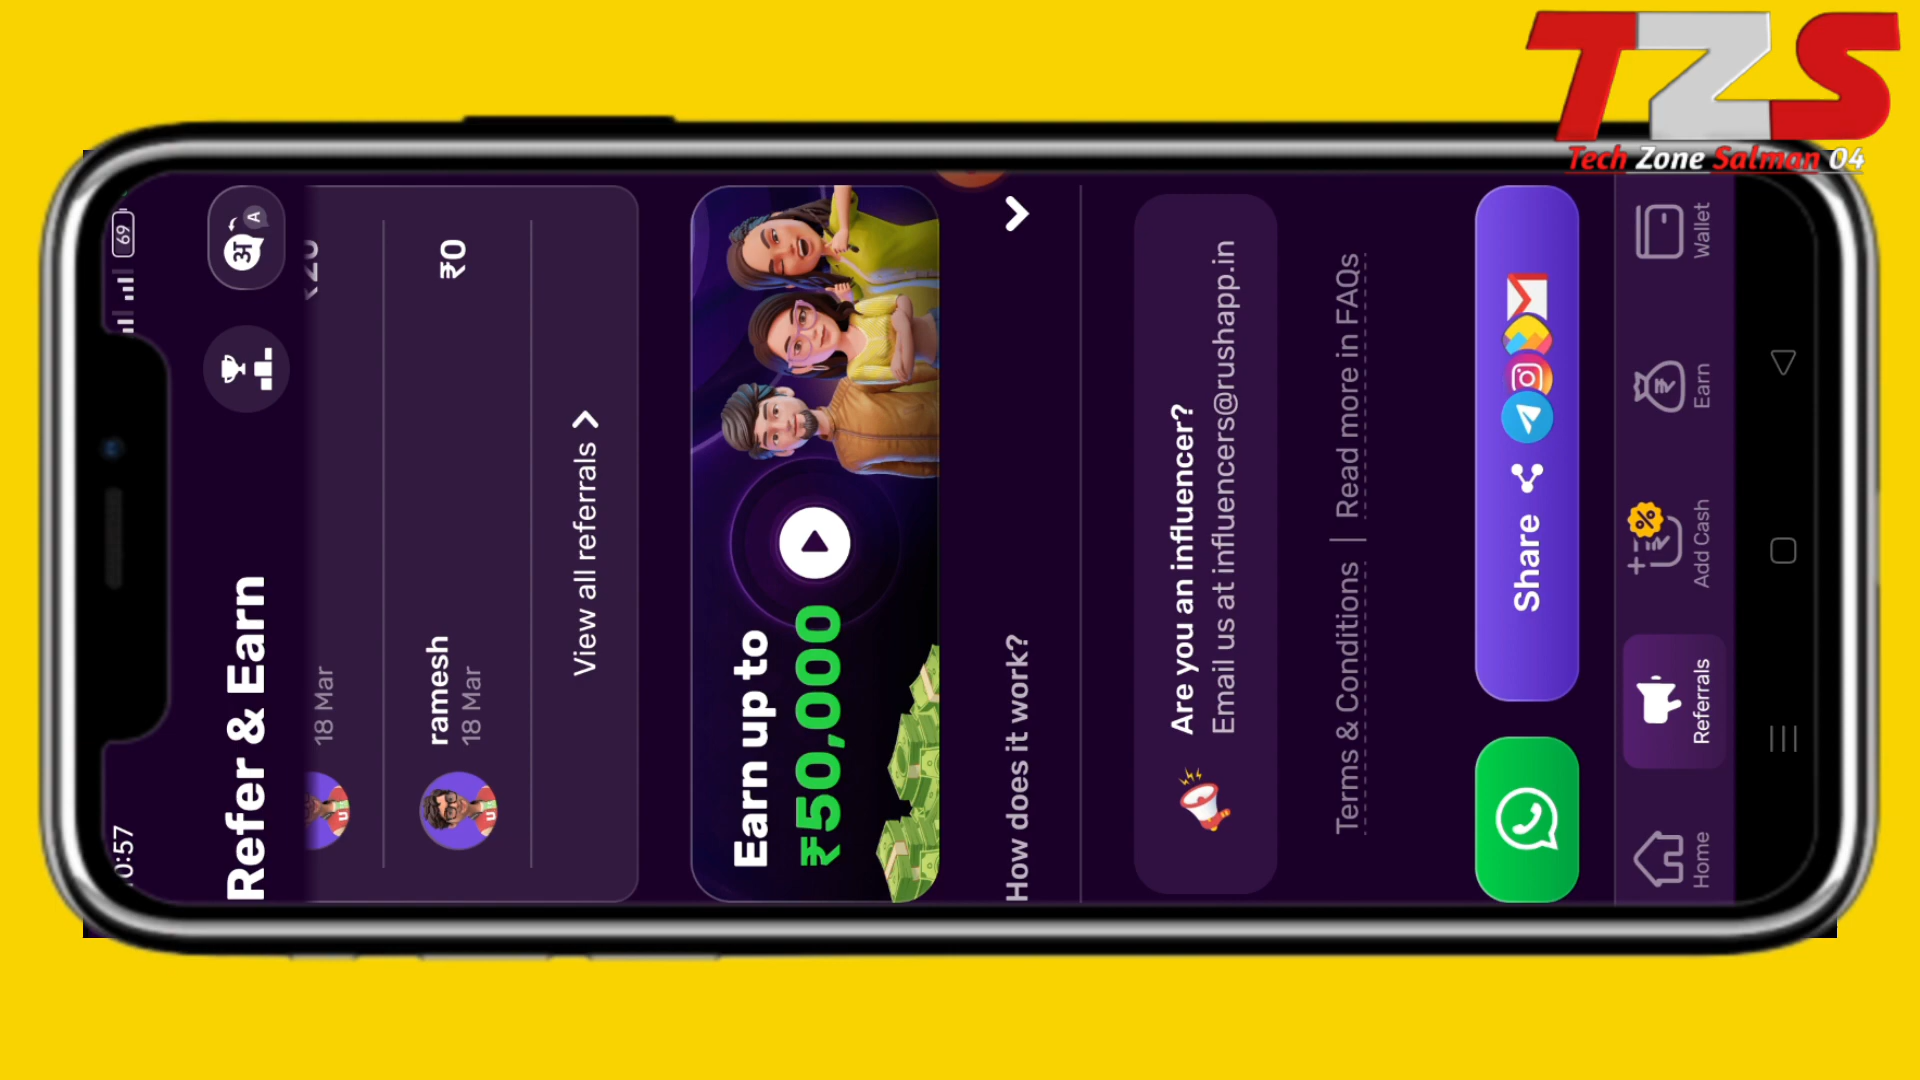 TZS
Tech Zone Salman 04
69
अ A
Refer & Earn
18 Mar
ramesh
18 Mar
₹0
View all referrals
Earn up to
₹50,000
How does it work?
Are you an influencer?
Email us at influencers@rushapp.in
Terms & Conditions | Read more in FAQs
Share
Home
Referrals
Add Cash
Earn
Wallet